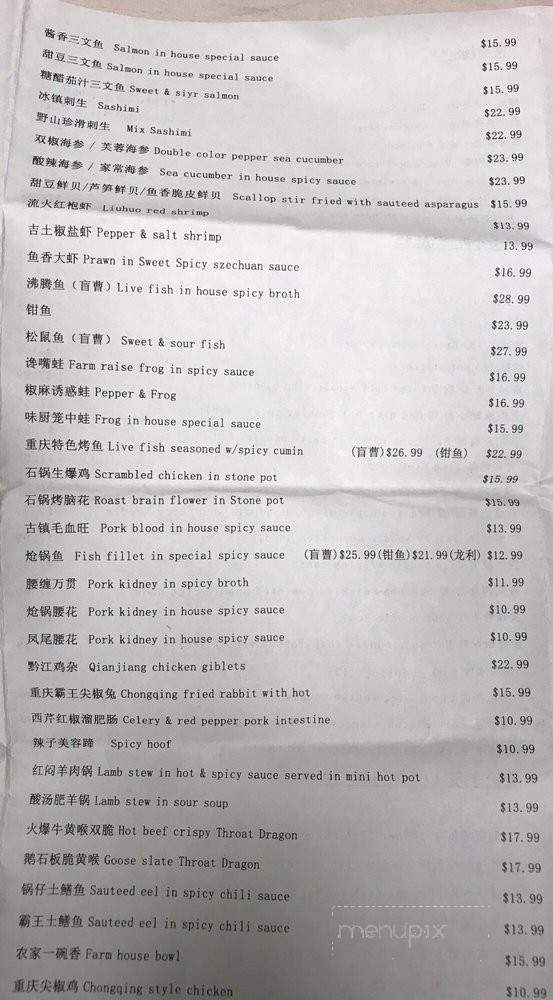 酱香三文鱼 Salmon in house special sauce $15.99
甜豆三文鱼 Salmon in house special sauce $15.99
糖醋茄汁三文鱼 Sweet & siyr salmon $15.99
冰镇刺生 Sashimi $22.99
野山珍滑刺生 Mix Sashimi $22.99
双椒海参 / 芙蓉海参 Double color pepper sea cucumber $23.99
酸辣海参 / 家常海参 Sea cucumber in house spicy sauce $23.99
甜豆鲜贝/芦笋鲜贝/鱼香脆皮鲜贝 Scallop stir fried with sauteed asparagus $15.99
流火红袍虾 Liuhuo red shrimp $13.99
吉土椒盐虾 Pepper & salt shrimp 13.99
鱼香大虾 Prawn in Sweet Spicy szechuan sauce $16.99
沸腾鱼（盲曹）Live fish in house spicy broth $28.99
钳鱼 $23.99
松鼠鱼（盲曹） Sweet & sour fish $27.99
谗嘴蛙 Farm raise frog in spicy sauce $16.99
椒麻诱惑蛙 Pepper & Frog $16.99
味厨笼中蛙 Frog in house special sauce $15.99
重庆特色烤鱼 Live fish seasoned w/spicy cumin (盲曹)$26.99 (钳鱼) $22.99
石锅生爆鸡 Scrambled chicken in stone pot $15.99
石锅烤脑花 Roast brain flower in Stone pot $15.99
古镇毛血旺 Pork blood in house spicy sauce $13.99
炝锅鱼 Fish fillet in special spicy sauce (盲曹)$25.99(钳鱼)$21.99(龙利) $12.99
腰缠万贯 Pork kidney in spicy broth $11.99
炝锅腰花 Pork kidney in house spicy sauce $10.99
凤尾腰花 Pork kidney in house spicy sauce $10.99
黔江鸡杂 Qianjiang chicken giblets $22.99
重庆霸王尖椒兔 Chongqing fried rabbit with hot $15.99
西芹红椒溜肥肠 Celery & red pepper pork intestine $10.99
辣子美容蹄 Spicy hoof $10.99
红闷羊肉锅 Lamb stew in hot & spicy sauce served in mini hot pot $13.99
酸汤肥羊锅 Lamb stew in sour soup $13.99
火爆牛黄喉双脆 Hot beef crispy Throat Dragon $17.99
鹅石板脆黄喉 Goose slate Throat Dragon $17.99
锅仔土鳝鱼 Sauteed eel in spicy chili sauce $13.99
霸王土鳝鱼 Sauteed eel in spicy chili sauce $13.99
农家一碗香 Farm house bowl $15.99
重庆尖椒鸡 Chongqing style chicken $10.99
menupix